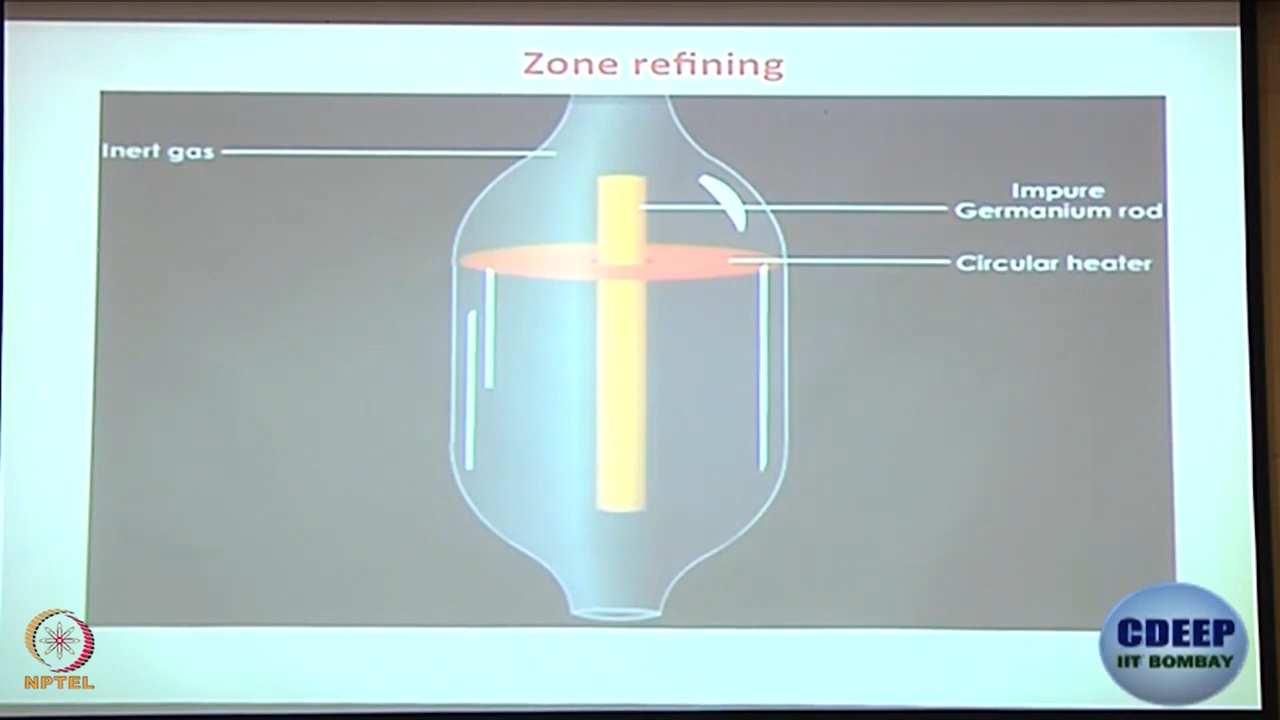 Zone refining
Inert gas
Impure
Germanium rod
Circular heater
NPTEL
CDEEP
IIT BOMBAY